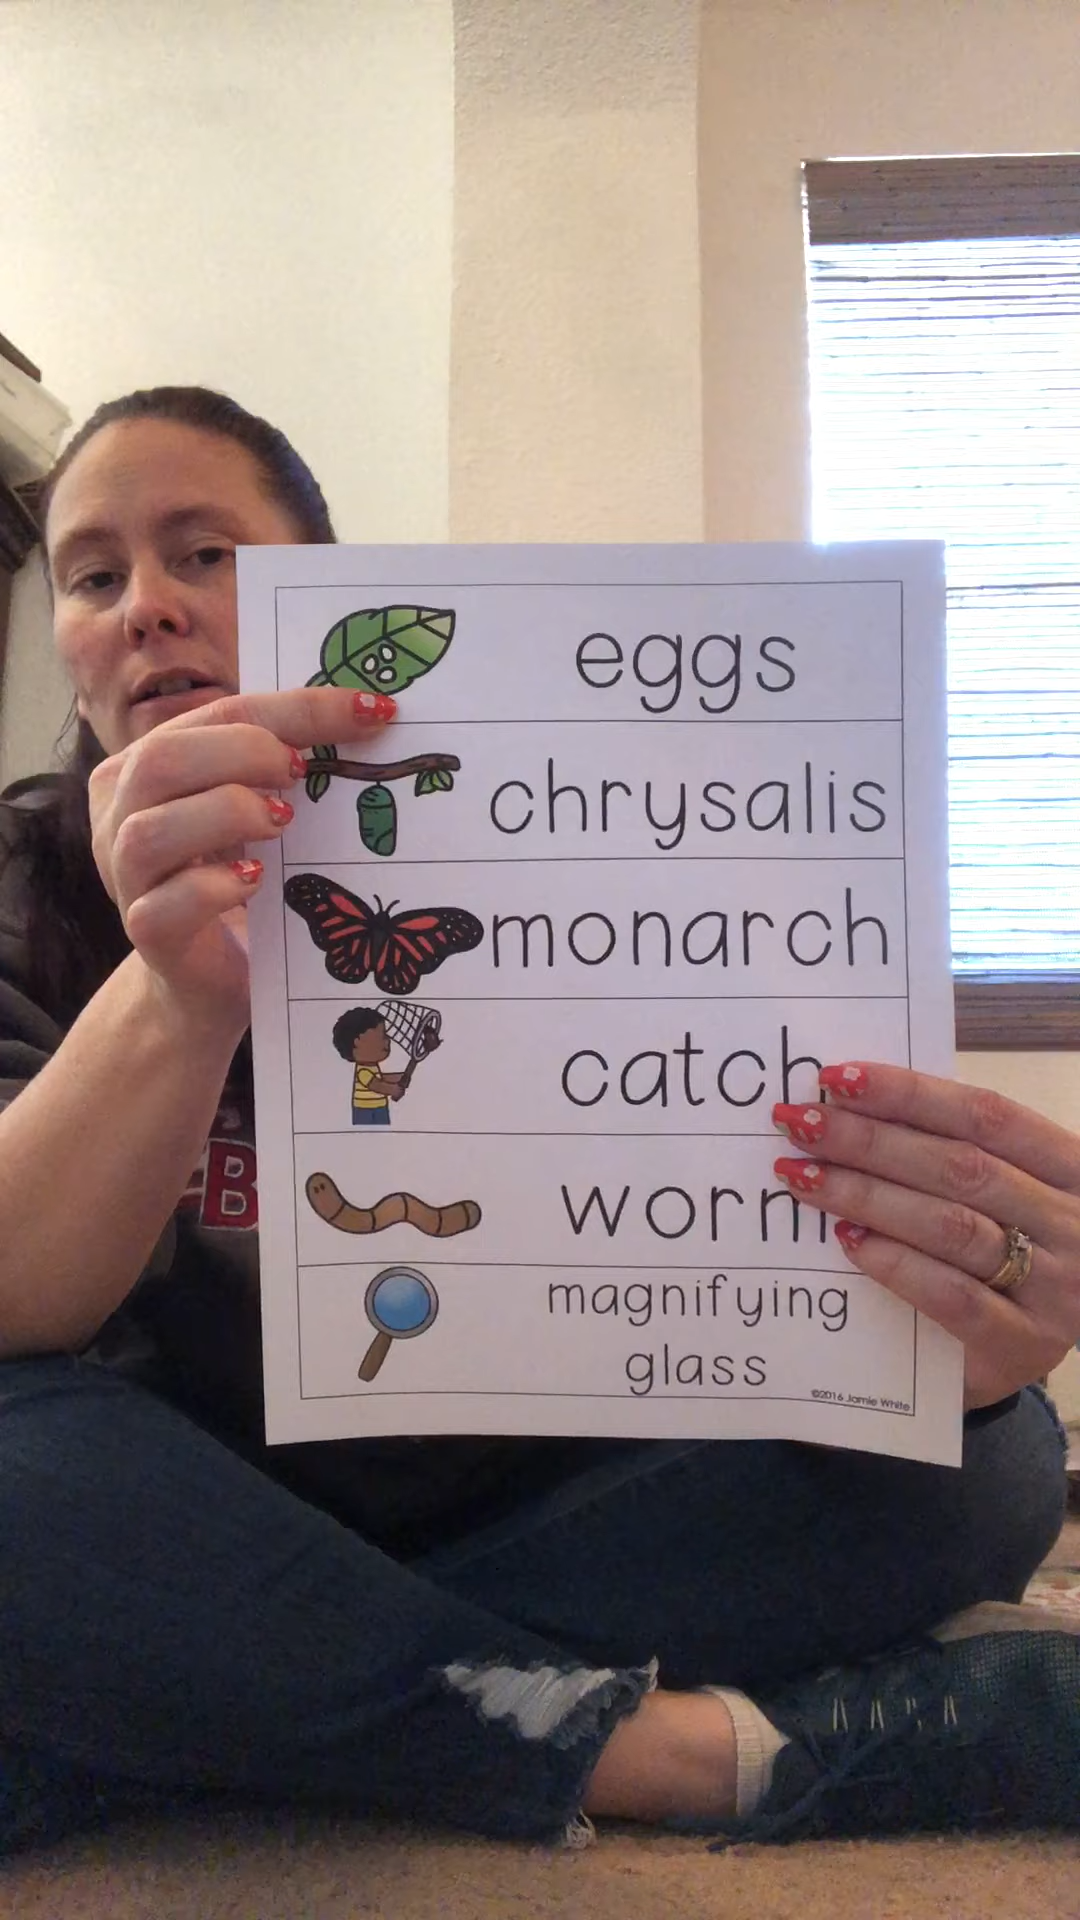 eggs
chrysalis
monarch
catch
worm
magnifying
glass
©2016 Jamie White
B